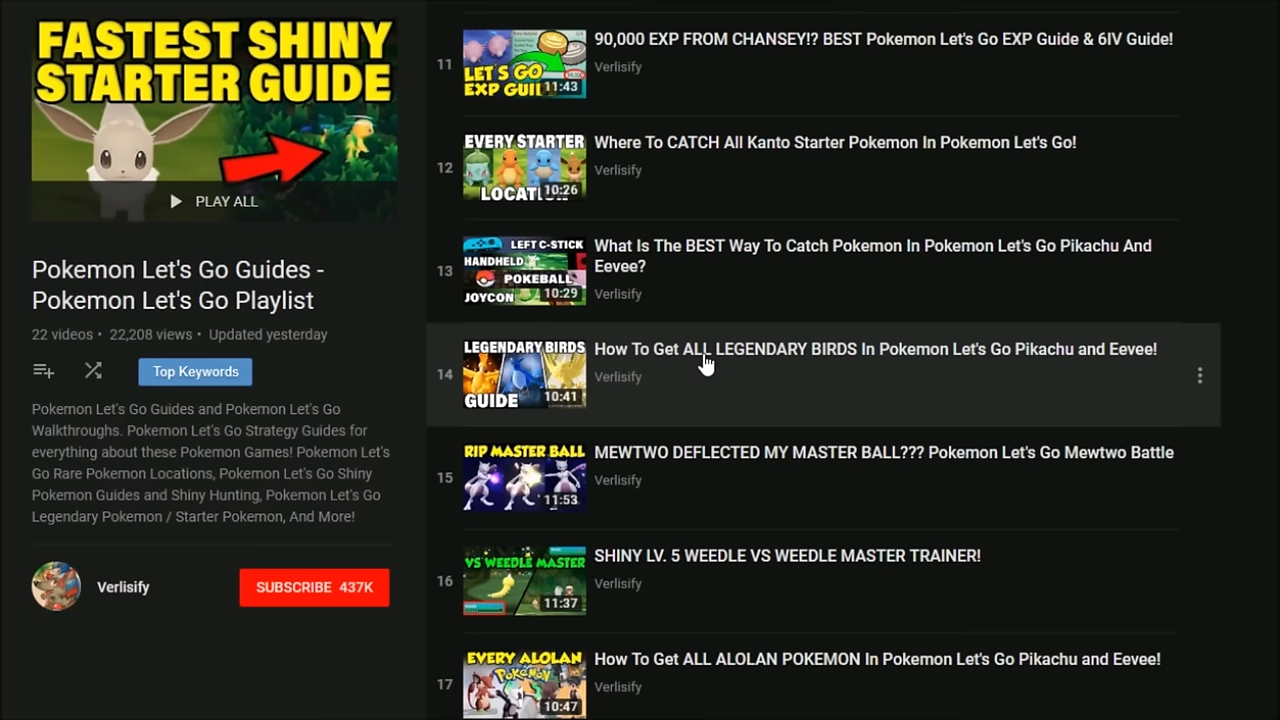 FASTEST SHINY
STARTER GUIDE
PLAY ALL
Pokemon Let's Go Guides -
Pokemon Let's Go Playlist
22 videos • 22,208 views • Updated yesterday
Top Keywords
Pokemon Let's Go Guides and Pokemon Let's Go
Walkthroughs. Pokemon Let's Go Strategy Guides for
everything about these Pokemon Games! Pokemon Let's
Go Rare Pokemon Locations, Pokemon Let's Go Shiny
Pokemon Guides and Shiny Hunting, Pokemon Let's Go
Legendary Pokemon / Starter Pokemon, And More!
Verlisify
SUBSCRIBE 437K
11
LET'S GO
EXP GUI
11:43
90,000 EXP FROM CHANSEY!? BEST Pokemon Let's Go EXP Guide & 6IV Guide!
Verlisify
12
EVERY STARTER
LOCATI
10:26
Where To CATCH All Kanto Starter Pokemon In Pokemon Let's Go!
Verlisify
13
LEFT C-STICK
HANDHELD
POKEBALL
JOYCON
10:29
What Is The BEST Way To Catch Pokemon In Pokemon Let's Go Pikachu And
Eevee?
Verlisify
14
LEGENDARY BIRDS
GUIDE
10:41
How To Get ALL LEGENDARY BIRDS In Pokemon Let's Go Pikachu and Eevee!
Verlisify
15
RIP MASTER BALL
11:53
MEWTWO DEFLECTED MY MASTER BALL??? Pokemon Let's Go Mewtwo Battle
Verlisify
16
VS WEEDLE MASTER
11:37
SHINY LV. 5 WEEDLE VS WEEDLE MASTER TRAINER!
Verlisify
17
EVERY ALOLAN
POKÉMON
10:47
How To Get ALL ALOLAN POKEMON In Pokemon Let's Go Pikachu and Eevee!
Verlisify